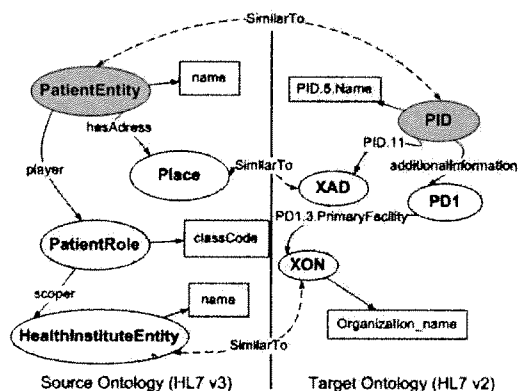 SimilarTo
PatientEntity
name
PID.5.Name
PID
hasAdress
PID.11
additionalInformation
player
Place
SimilarTo
XAD
PD1
PD1.3.PrimaryFacility
PatientRole
classCode
XON
scoper
name
HealthInstituteEntity
SimilarTo
Organization_name
Source Ontology (HL7 v3)
Target Ontology (HL7 v2)